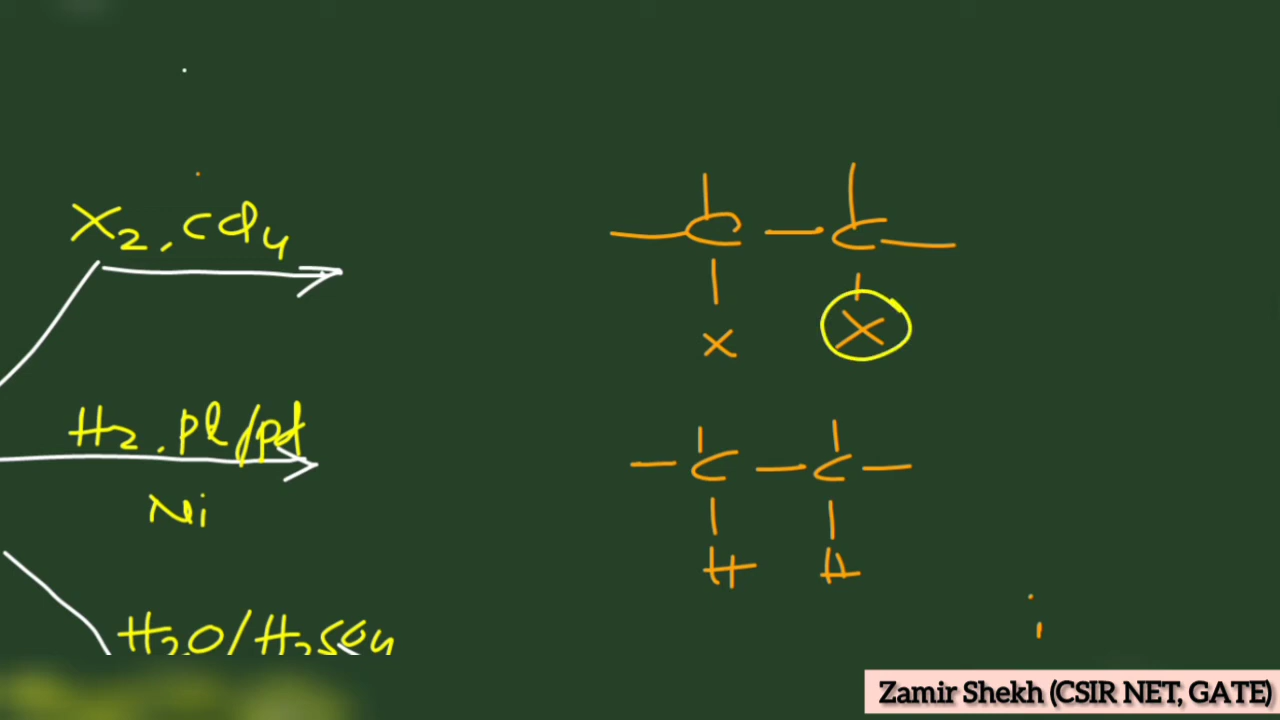 X2, CCl4
C — C
X X
H2, Pd/Pt
Ni
C — C
H H
H2O/H2SO4
Zamir Shekh (CSIR NET, GATE)